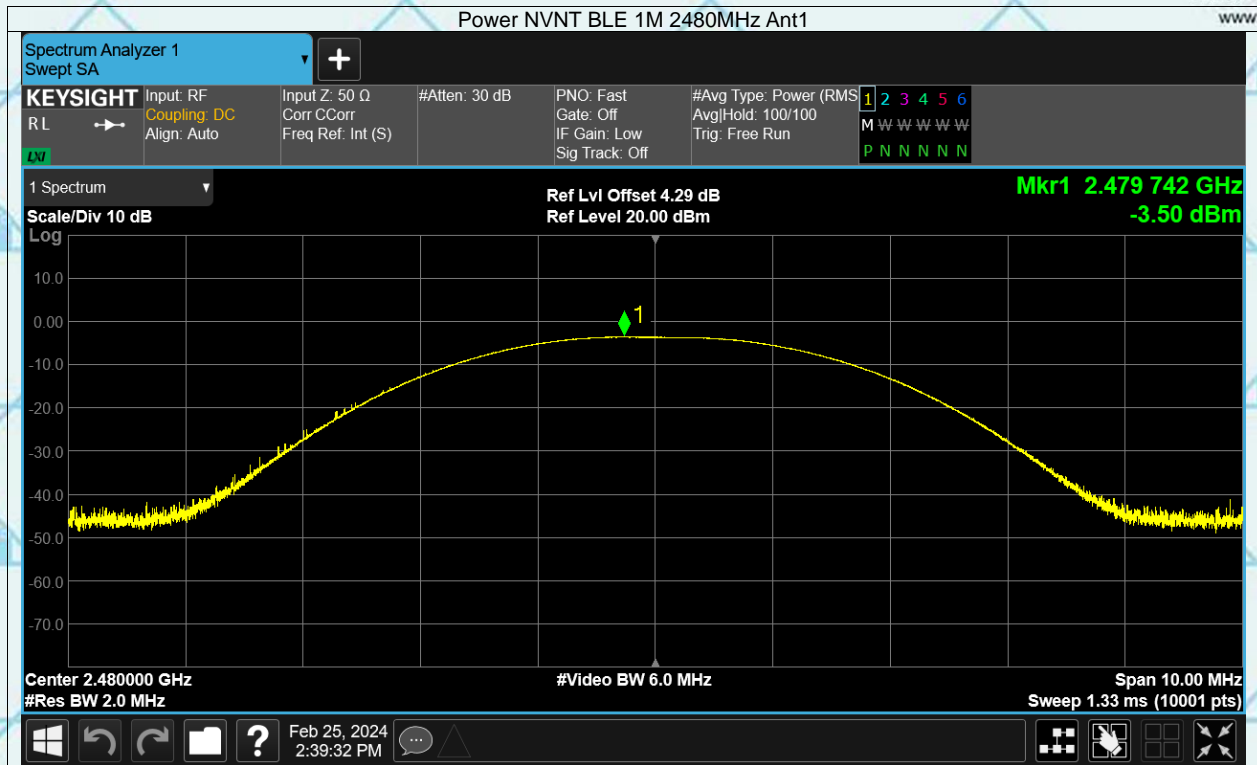 Power NVNT BLE 1M 2480MHz Ant1
www
Spectrum Analyzer 1
Swept SA
+
KEYSIGHT
RL
LXI
Input: RF
Coupling: DC
Align: Auto
Input Z: 50 Ω
Corr CCorr
Freq Ref: Int (S)
#Atten: 30 dB
PNO: Fast
Gate: Off
IF Gain: Low
Sig Track: Off
#Avg Type: Power (RMS
Avg|Hold: 100/100
Trig: Free Run
1 2 3 4 5 6
M W W W W W
P N N N N N
1 Spectrum
Scale/Div 10 dB
Log
Ref Lvl Offset 4.29 dB
Ref Level 20.00 dBm
Mkr1 2.479 742 GHz
-3.50 dBm
1
10.0
0.00
-10.0
-20.0
-30.0
-40.0
-50.0
-60.0
-70.0
Center 2.480000 GHz
#Res BW 2.0 MHz
#Video BW 6.0 MHz
Span 10.00 MHz
Sweep 1.33 ms (10001 pts)
?
Feb 25, 2024
2:39:32 PM